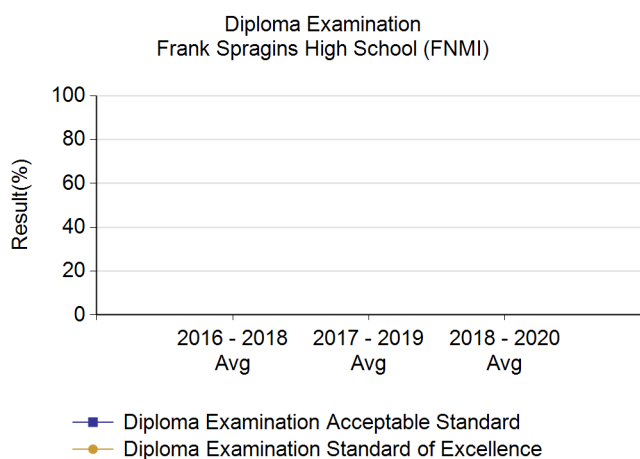 Diploma Examination
Frank Spragins High School (FNMI)
100
80
60
40
20
0
Result(%)
2016 - 2018 2017 - 2019 2018 - 2020
Avg Avg Avg
Diploma Examination Acceptable Standard
Diploma Examination Standard of Excellence